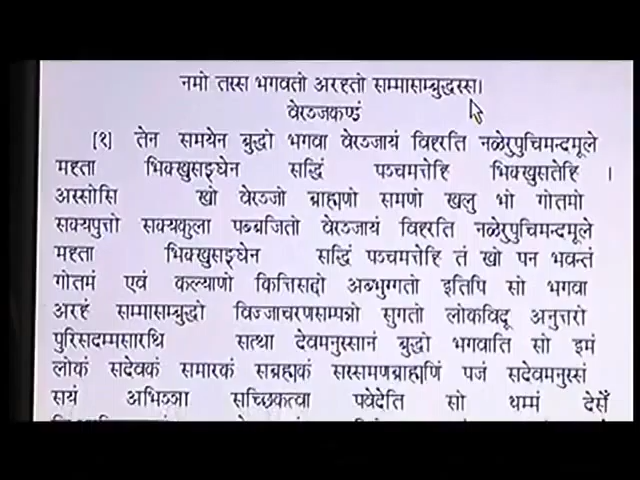 नमो तस्स भगवतो अरहतो सम्मासम्बुद्धस्स।
वेरञ्जकण्डं
[१] तेन समयेन बुद्धो भगवा वेरञ्जायं विहरति नळेरुपुचिमन्दमूले
महता भिक्खुसङ्घेन सद्धिं पञ्चमत्तेहि भिक्खुसतेहि ।
अस्सोसि खो वेरञ्जो ब्राह्मणो समणो खलु भो गोतमो
सक्यपुत्तो सक्यकुला पब्बजितो वेरञ्जायं विहरति नळेरुपुचिमन्दमूले
महता भिक्खुसङ्घेन सद्धिं पञ्चमत्तेहि तं खो पन भवन्तं
गोतमं एवं कल्याणो कित्तिसद्दो अब्भुग्गतो इतिपि सो भगवा
अरहं सम्मासम्बुद्धो विज्जाचरणसम्पन्नो सुगतो लोकविदू अनुत्तरो
पुरिसदम्मसारथि सत्था देवमनुस्सानं बुद्धो भगवाति सो इमं
लोकं सदेवकं समारकं सब्रह्मकं सस्समणब्राह्मणिं पजं सदेवमनुस्सं
सयं अभिञ्ञा सच्छिकत्वा पवेदेति सो धम्मं देसें